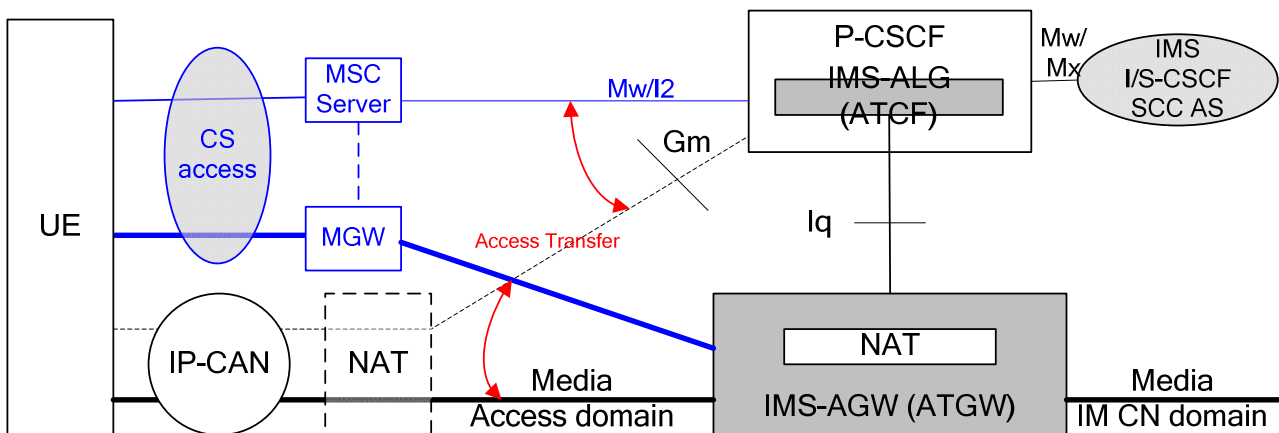 UE
CS
access
MSC
Server
MGW
IP-CAN
NAT
Mw/I2
Gm
Access Transfer
P-CSCF
IMS-ALG
(ATCF)
Mw/
Mx
IMS
I/S-CSCF
SCC AS
Iq
NAT
IMS-AGW (ATGW)
Media
Access domain
Media
IM CN domain